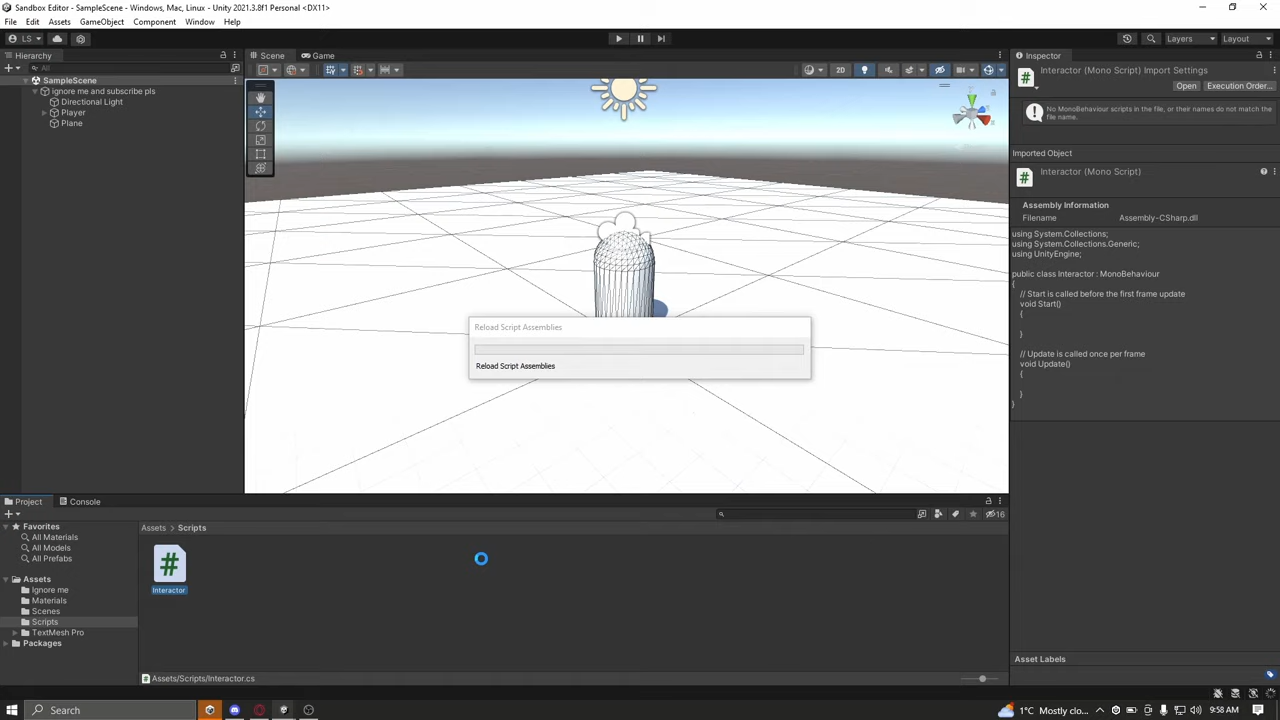 Sandbox Editor - SampleScene - Windows, Mac, Linux - Unity 2021.3.8f1 Personal <DX11>
File Edit Assets GameObject Component Window Help
LS
Layers
Layout
Hierarchy
All
SampleScene
ignore me and subscribe pls
Directional Light
Player
Plane
Scene
Game
2D
Reload Script Assemblies
Reload Script Assemblies
Inspector
Interactor (Mono Script) Import Settings
Open
Execution Order...
No MonoBehaviour scripts in the file, or their names do not match the
file name.
Imported Object
Interactor (Mono Script)
Assembly Information
Filename Assembly-CSharp.dll
using System.Collections;
using System.Collections.Generic;
using UnityEngine;
public class Interactor : MonoBehaviour
{
// Start is called before the first frame update
void Start()
{
}
// Update is called once per frame
void Update()
{
}
}
Asset Labels
Project
Console
16
Favorites
All Materials
All Models
All Prefabs
Assets
Ignore me
Materials
Scenes
Scripts
TextMesh Pro
Packages
Assets > Scripts
#
Interactor
Assets/Scripts/Interactor.cs
Search
1°C Mostly clo...
9:58 AM